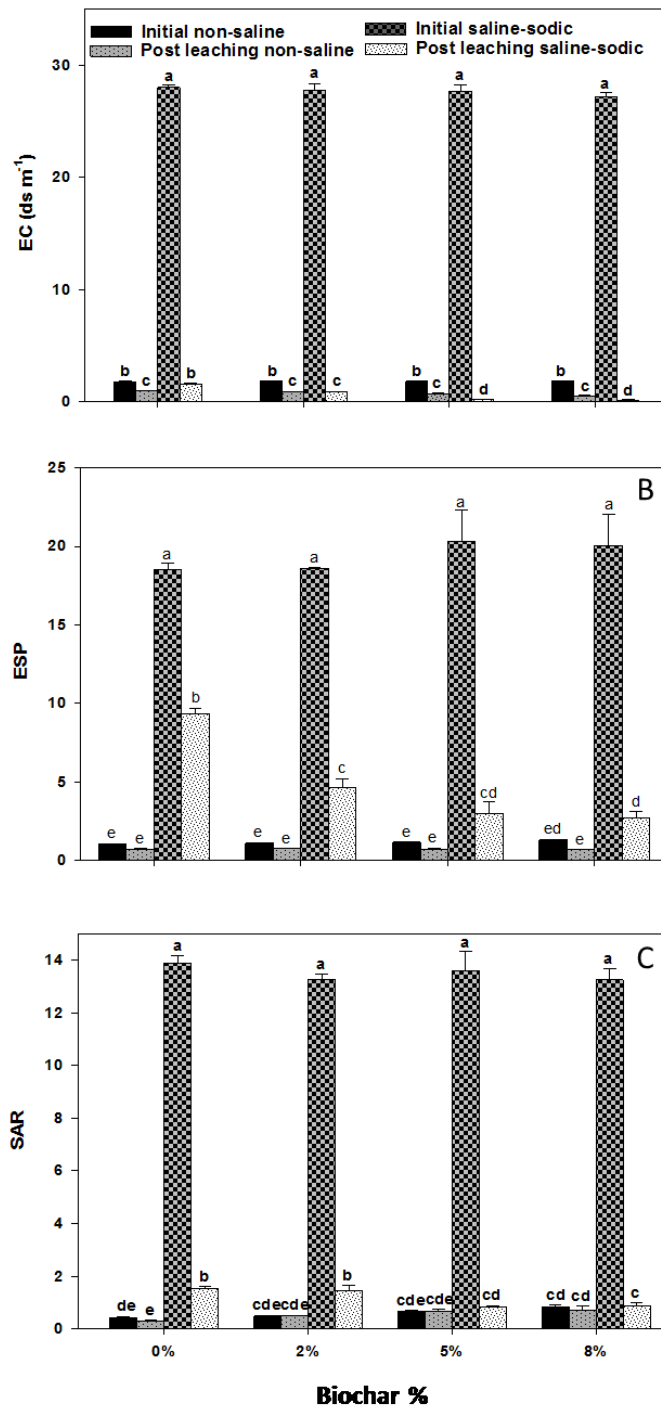 Initial non-saline Initial saline-sodic
Post leaching non-saline Post leaching saline-sodic
a a a a
30
20
EC (ds m-1)
10
b c b b c c b c d b c d
0
25
B
a a
20
a a
15
ESP
10
b
5
c cd d
e e e e e e ed e
0
C
14
a a a a
12
10
8
SAR
6
4
2
b b
de e cde cde cde cde cd cd cd c
0
0% 2% 5% 8%
Biochar %